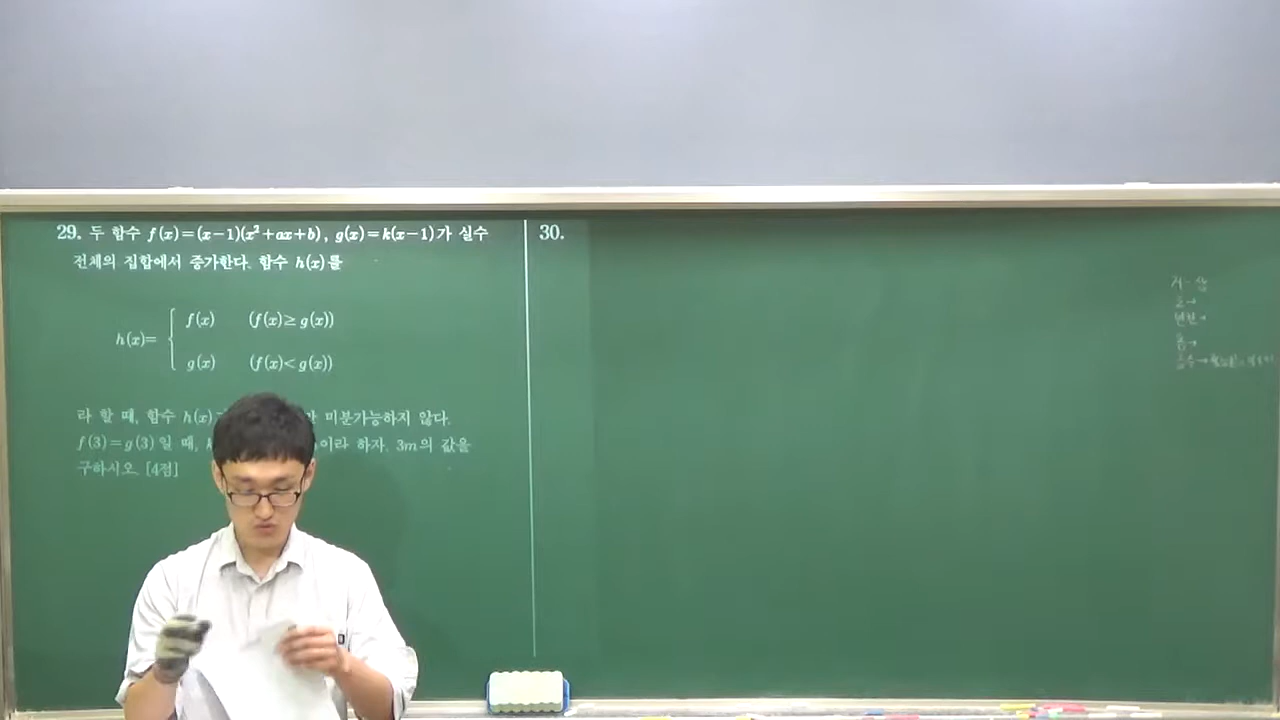 29. 두 함수 f(x)=(x-1)(x²+ax+b), g(x)=k(x-1)가 실수
전체의 집합에서 증가한다. 함수 h(x)를
h(x)= { f(x) (f(x)≥g(x))
g(x) (f(x)<g(x))
라 할 때, 함수 h(x) 미분가능하지 않다.
f(3)=g(3)일 때, 이라 하자. 3m의 값을
구하시오. [4점]
30.